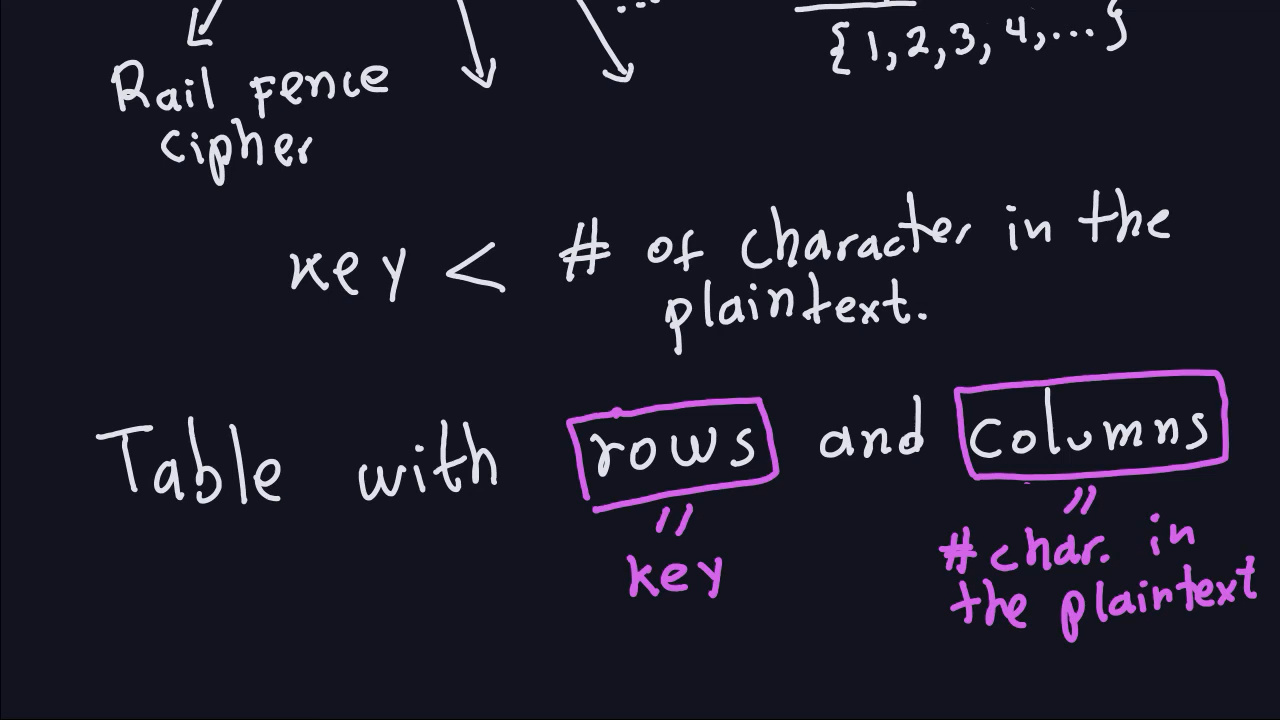 ...
{1,2,3,4,...}
Rail fence
cipher
key < # of character in the
plaintext.
Table with rows and columns
"
"
key
#char. in
the plaintext